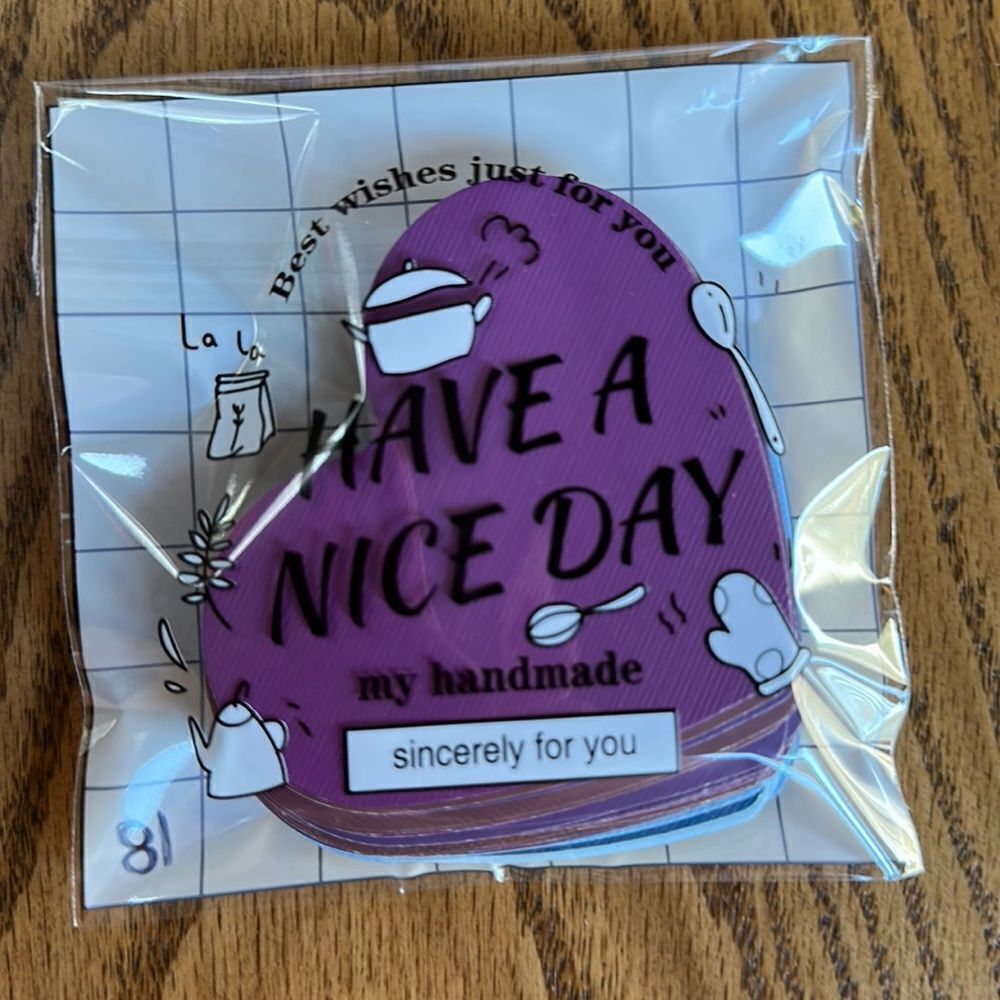 Best wishes just for you
La La
HAVE A
NICE DAY
my handmade
sincerely for you
81